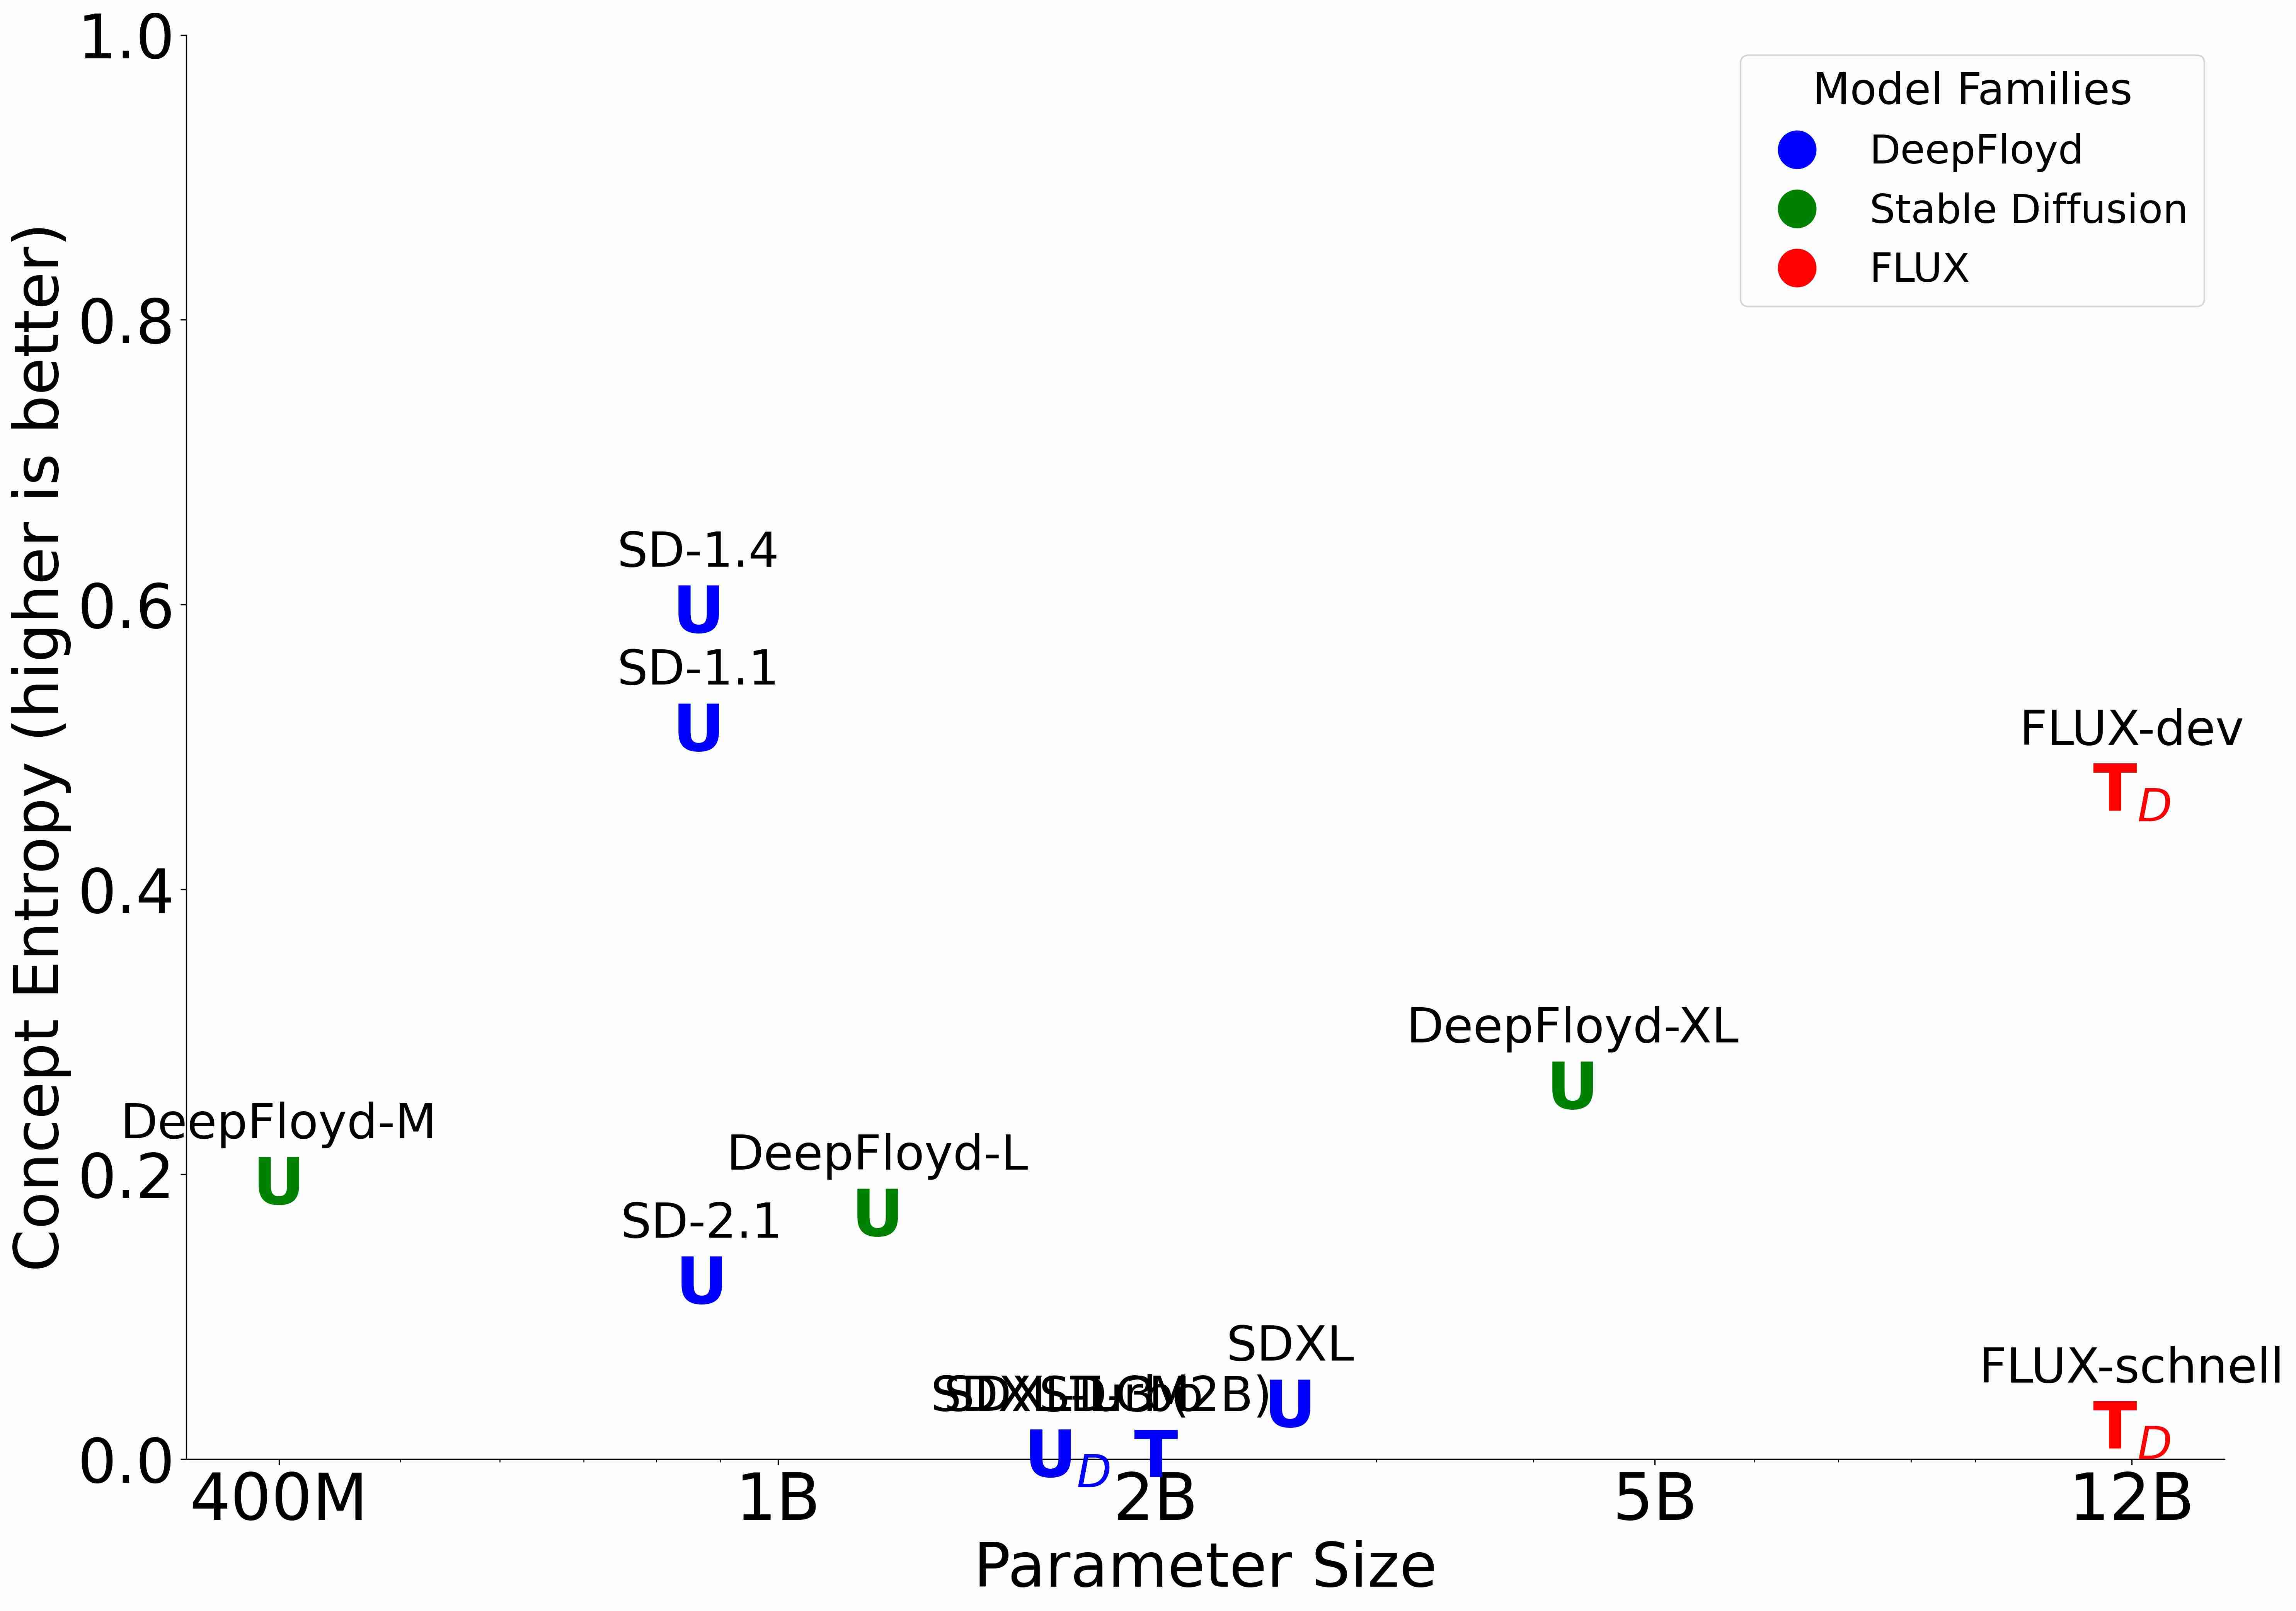 1.0
0.8
0.6
0.4
0.2
0.0
Concept Entropy (higher is better)
Model Families
DeepFloyd
Stable Diffusion
FLUX
SD-1.4
U
SD-1.1
U
FLUX-dev
T_D
DeepFloyd-XL
U
DeepFloyd-M
U
DeepFloyd-L
U
SD-2.1
U
SDXL
U
FLUX-schnell
T_D
U_D
T
400M
1B
2B
5B
12B
Parameter Size